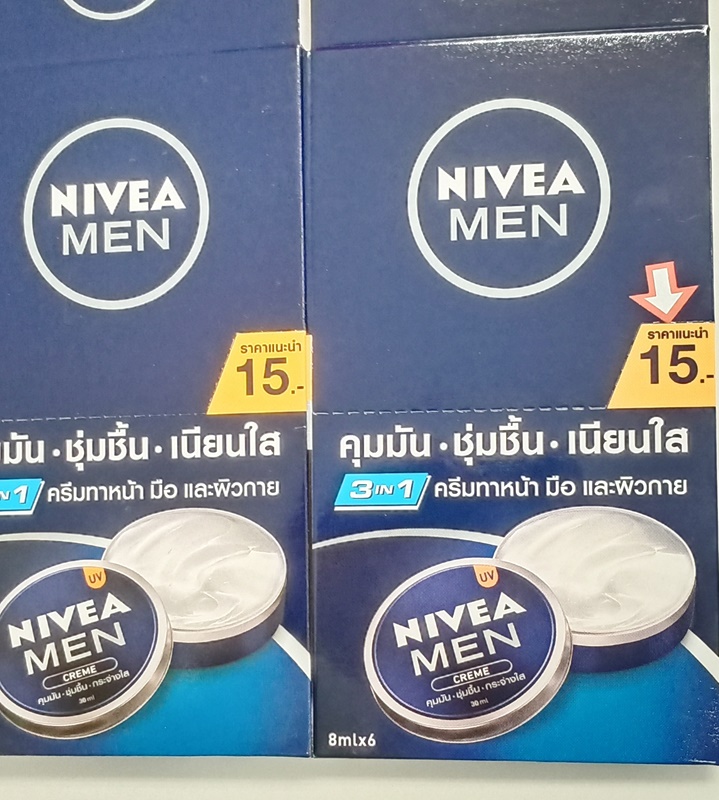 NIVEA
MEN
ราคาแนะนำ
15.-
มมัน · ชุ่มชื้น · เนียนใส
IN 1 ครีมทาหน้า มือ และผิวกาย
UV
NIVEA
MEN
CREME
คุมมัน · ชุ่มชื้น · กระจ่างใส
30 ml
NIVEA
MEN
ราคาแนะนำ
15.-
คุมมัน · ชุ่มชื้น · เนียนใส
3 IN 1 ครีมทาหน้า มือ และผิวกาย
UV
NIVEA
MEN
CREME
คุมมัน · ชุ่มชื้น · กระจ่างใส
30 ml
8mlx6